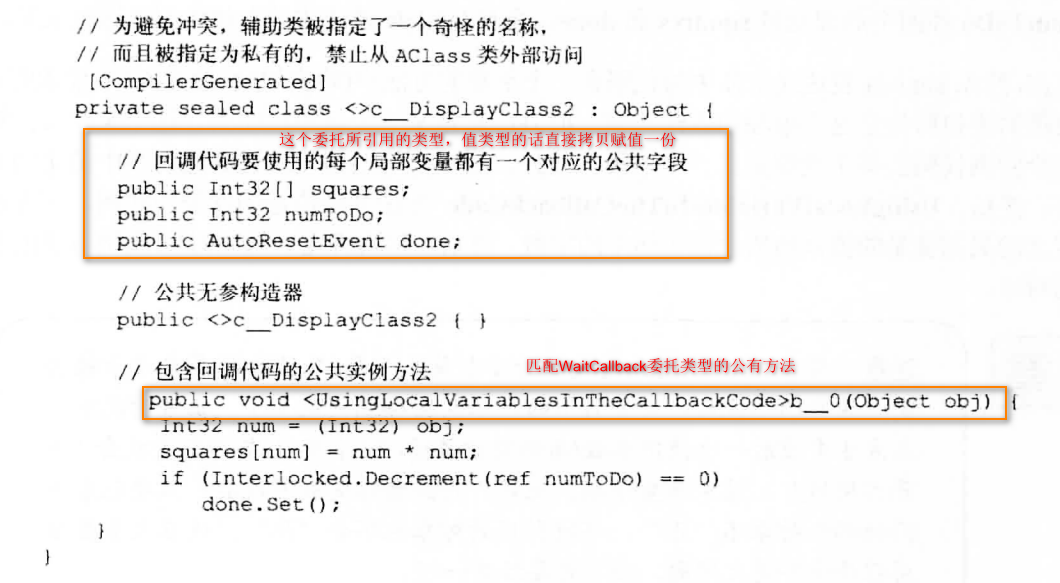 // 为避免冲突，辅助类被指定了一个奇怪的名称，
// 而且被指定为私有的，禁止从 AClass 类外部访问
[CompilerGenerated]
private sealed class <>c__DisplayClass2 : Object {
这个委托所引用的类型，值类型的话直接拷贝赋值一份
// 回调代码要使用的每个局部变量都有一个对应的公共字段
public Int32[] squares;
public Int32 numToDo;
public AutoResetEvent done;
// 公共无参构造器
public <>c__DisplayClass2 { }
// 包含回调代码的公共实例方法
匹配WaitCallback委托类型的公有方法
public void <UsingLocalVariablesInTheCallbackCode>b__0(Object obj) {
Int32 num = (Int32) obj;
squares[num] = num * num;
if (Interlocked.Decrement(ref numToDo) == 0)
done.Set();
}
}